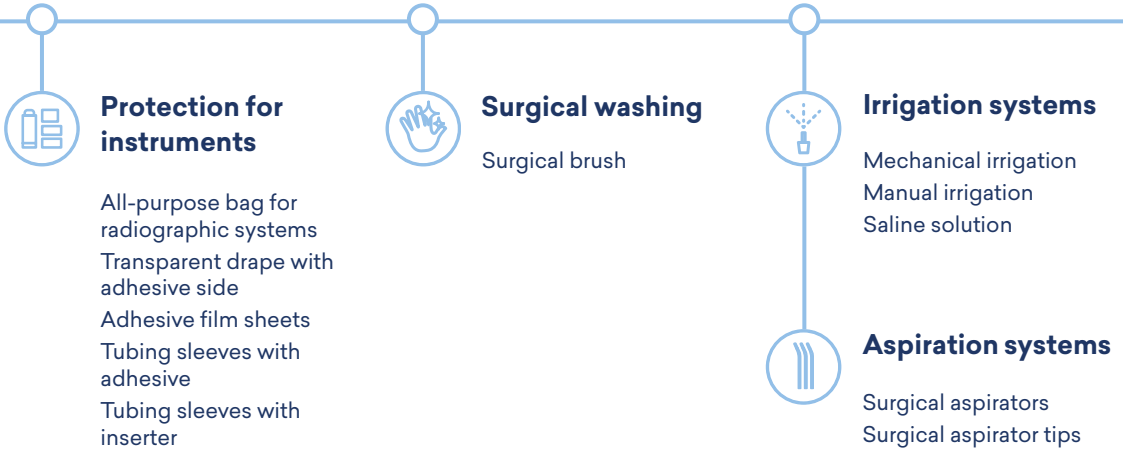 Protection for
instruments
All-purpose bag for
radiographic systems
Transparent drape with
adhesive side
Adhesive film sheets
Tubing sleeves with
adhesive
Tubing sleeves with
inserter
Surgical washing
Surgical brush
Irrigation systems
Mechanical irrigation
Manual irrigation
Saline solution
Aspiration systems
Surgical aspirators
Surgical aspirator tips